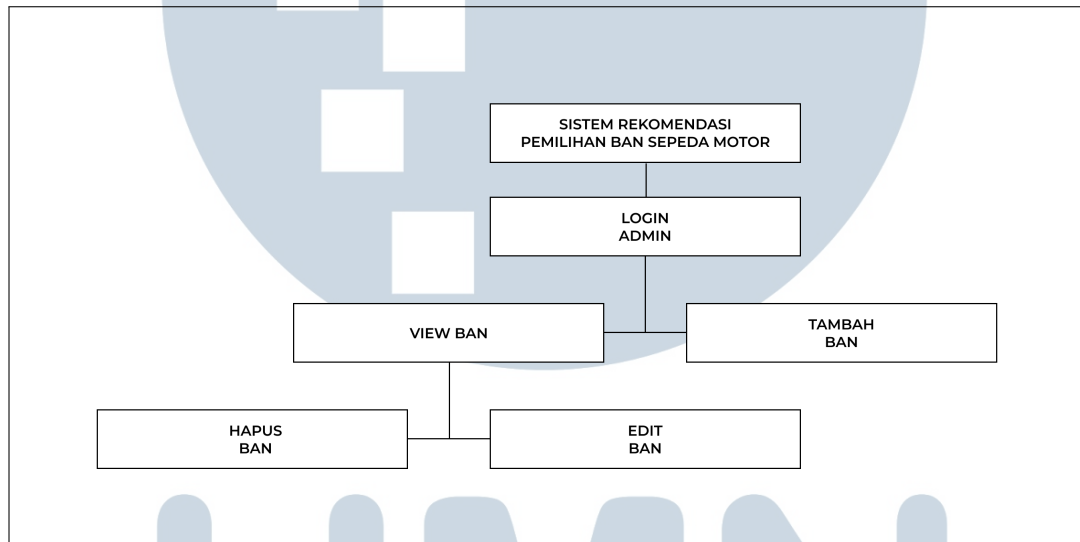 SISTEM REKOMENDASI
PEMILIHAN BAN SEPEDA MOTOR
LOGIN
ADMIN
VIEW BAN
TAMBAH
BAN
HAPUS
BAN
EDIT
BAN